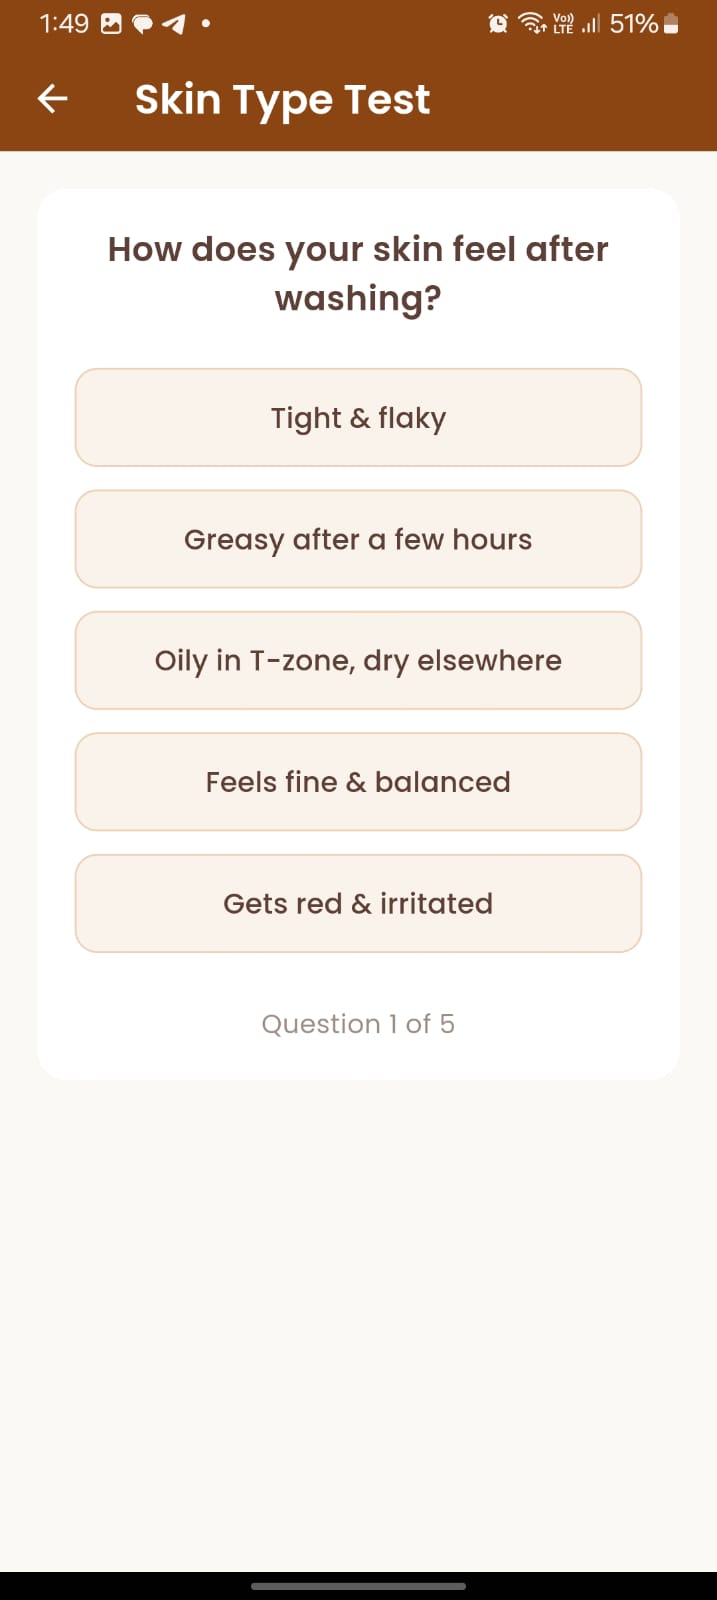 1:49 Vo)) LTE 51%
Skin Type Test
How does your skin feel after
washing?
Tight & flaky
Greasy after a few hours
Oily in T-zone, dry elsewhere
Feels fine & balanced
Gets red & irritated
Question 1 of 5